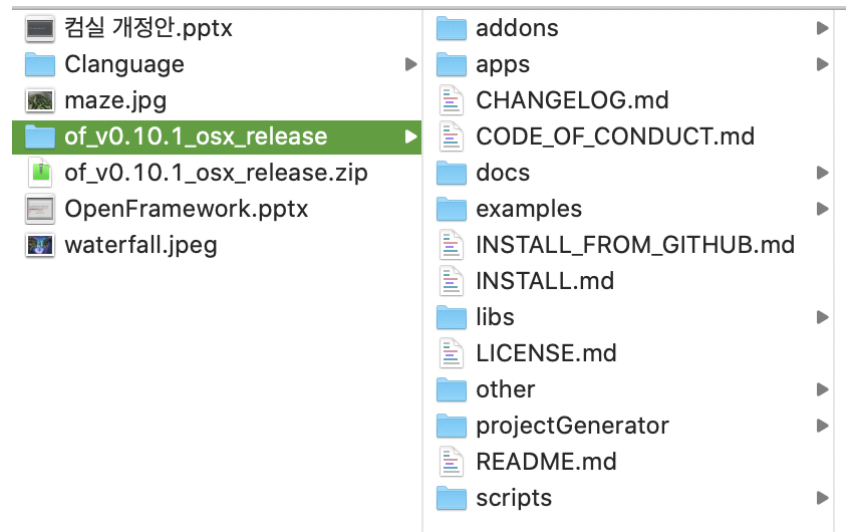 컴실 개정안.pptx
Clanguage
maze.jpg
of_v0.10.1_osx_release
of_v0.10.1_osx_release.zip
OpenFramework.pptx
waterfall.jpeg
addons
apps
CHANGELOG.md
CODE_OF_CONDUCT.md
docs
examples
INSTALL_FROM_GITHUB.md
INSTALL.md
libs
LICENSE.md
other
projectGenerator
README.md
scripts